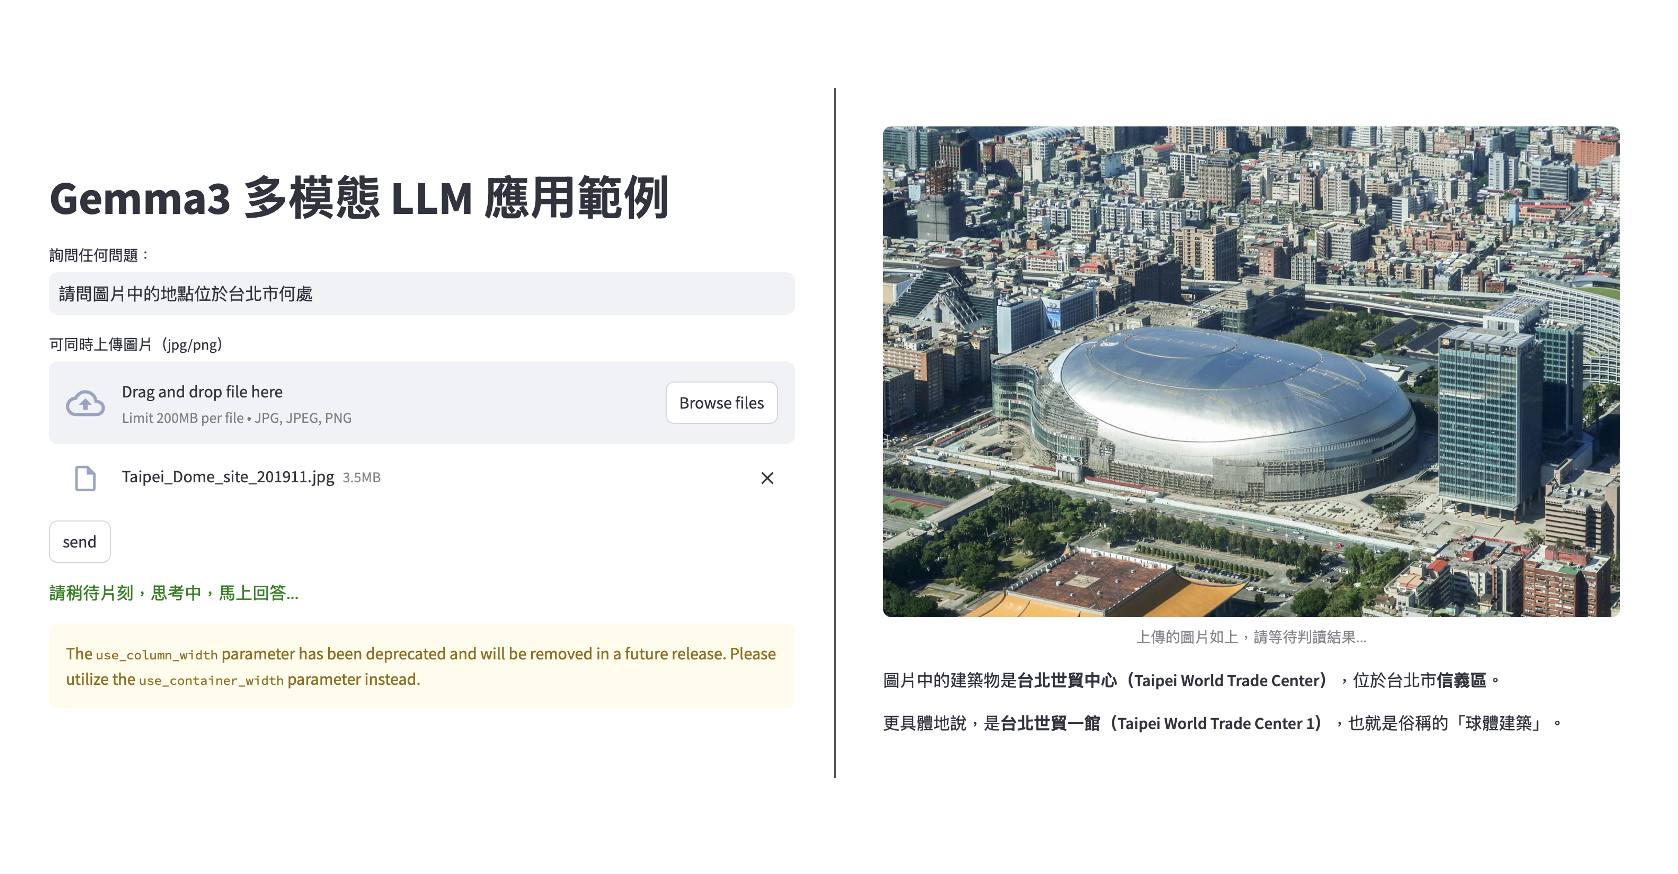 Gemma3 多模態 LLM 應用範例
詢問任何問題：
請問圖片中的地點位於台北市何處
可同時上傳圖片（jpg/png）
Drag and drop file here
Limit 200MB per file • JPG, JPEG, PNG
Browse files
Taipei_Dome_site_201911.jpg 3.5MB
send
請稍待片刻，思考中，馬上回答...
The use_column_width parameter has been deprecated and will be removed in a future release. Please
utilize the use_container_width parameter instead.
上傳的圖片如上，請等待判讀結果...
圖片中的建築物是台北世貿中心（Taipei World Trade Center），位於台北市信義區。
更具體地說，是台北世貿一館（Taipei World Trade Center 1），也就是俗稱的「球體建築」。